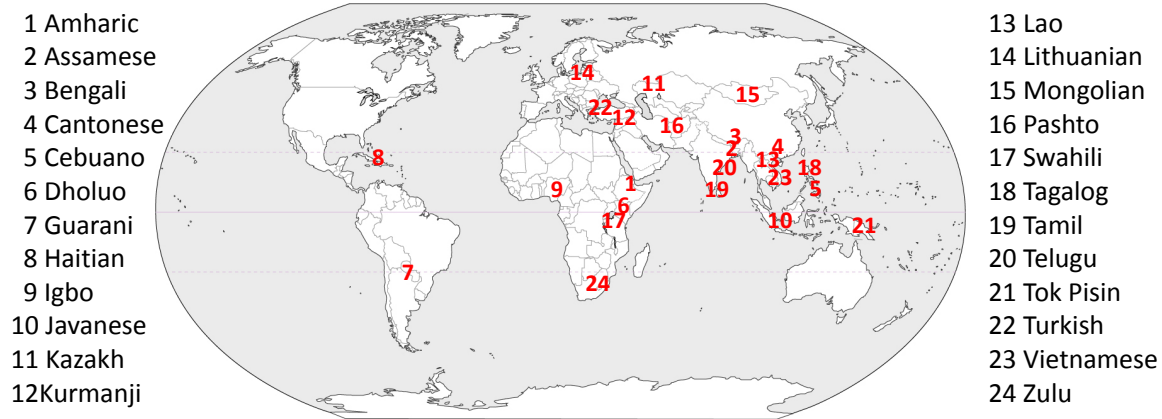 1 Amharic
2 Assamese
3 Bengali
4 Cantonese
5 Cebuano
6 Dholuo
7 Guarani
8 Haitian
9 Igbo
10 Javanese
11 Kazakh
12Kurmanji
14
11
15
22
12
16
3
2
4
13
8
20
18
23
9
1
19
5
6
17
10
21
7
24
13 Lao
14 Lithuanian
15 Mongolian
16 Pashto
17 Swahili
18 Tagalog
19 Tamil
20 Telugu
21 Tok Pisin
22 Turkish
23 Vietnamese
24 Zulu